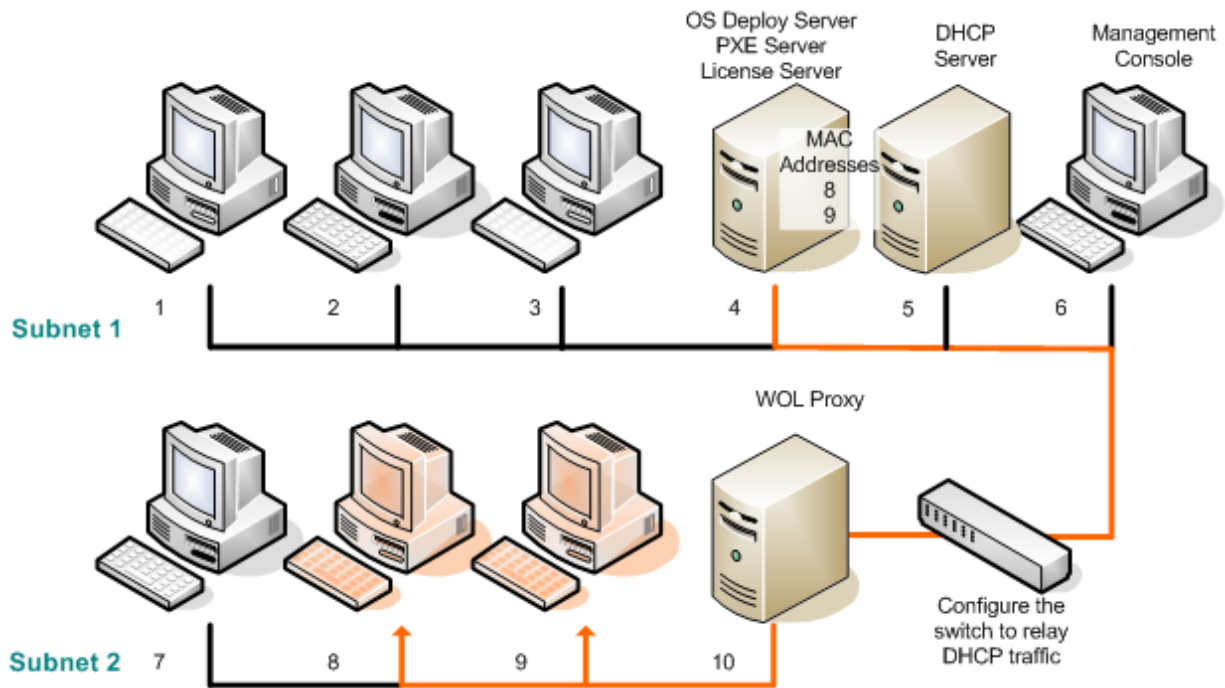 OS Deploy Server
PXE Server
License Server
DHCP
Server
Management
Console
MAC
Addresses
8
9
1
2
3
4
5
6
Subnet 1
WOL Proxy
Configure the
switch to relay
DHCP traffic
Subnet 2
7
8
9
10